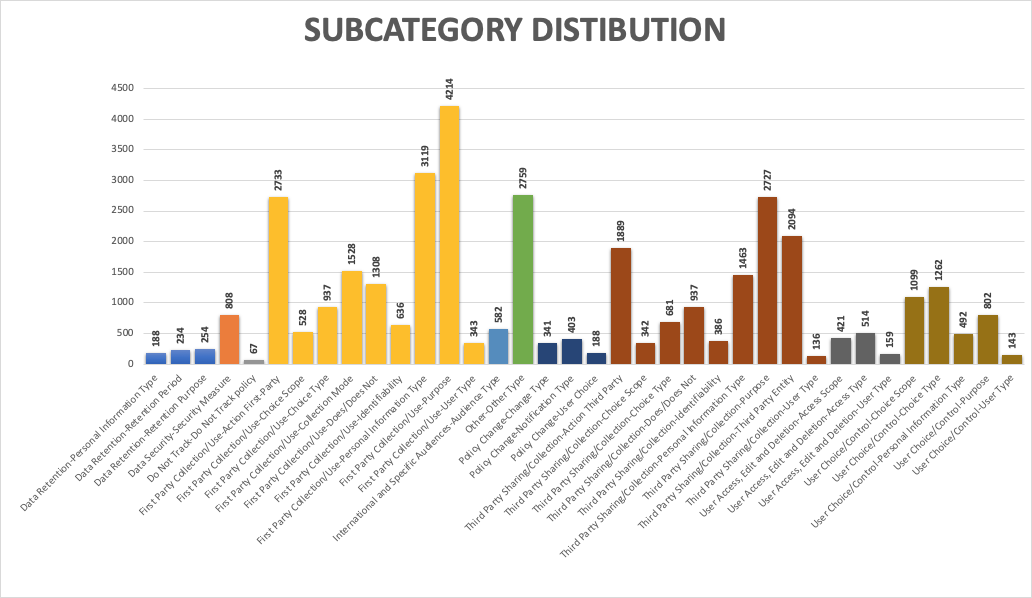 SUBCATEGORY DISTIBUTION
4500
4000
3500
3000
2500
2000
1500
1000
500
0
188
234
254
808
67
2733
528
937
1528
1308
636
3119
4214
343
582
2759
341
403
188
1889
342
681
937
386
1463
2727
2094
136
421
514
159
1099
1262
492
802
143
Data Retention-Personal Information Type
Data Retention-Retention Period
Data Retention-Retention Purpose
Data Security-Security Measure
Do Not Track-Do Not Track policy
First Party Collection/Use-Action First-Party
First Party Collection/Use-Choice Scope
First Party Collection/Use-Choice Type
First Party Collection/Use-Collection Mode
First Party Collection/Use-Does/Does Not
First Party Collection/Use-Identifiability
First Party Collection/Use-Personal Information Type
First Party Collection/Use-Purpose
First Party Collection/Use-User Type
International and Specific Audiences-Audience Type
Other-Other Type
Policy Change-Change Type
Policy Change-Notification Type
Policy Change-User Choice
Third Party Sharing/Collection-Action Third Party
Third Party Sharing/Collection-Choice Scope
Third Party Sharing/Collection-Choice Type
Third Party Sharing/Collection-Does/Does Not
Third Party Sharing/Collection-Identifiability
Third Party Sharing/Collection-Personal Information Type
Third Party Sharing/Collection-Purpose
Third Party Sharing/Collection-Third Party Entity
Third Party Sharing/Collection-User Type
User Access, Edit and Deletion-Access Scope
User Access, Edit and Deletion-Access Type
User Access, Edit and Deletion-User Type
User Choice/Control-Choice Scope
User Choice/Control-Choice Type
User Choice/Control-Personal Information Type
User Choice/Control-Purpose
User Choice/Control-User Type